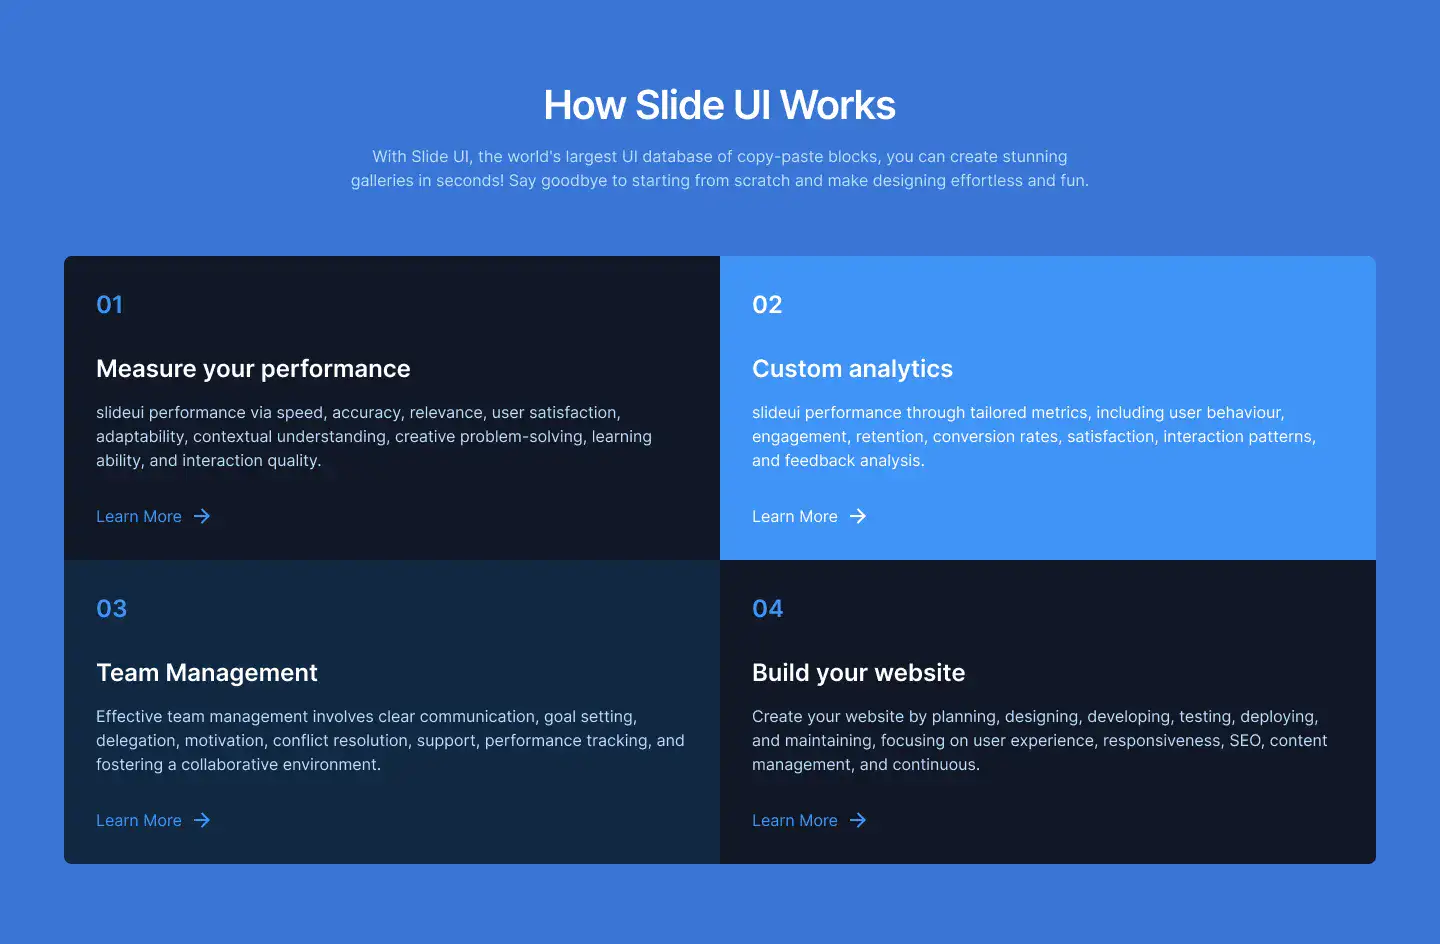 How Slide UI Works
With Slide UI, the world's largest UI database of copy-paste blocks, you can create stunning
galleries in seconds! Say goodbye to starting from scratch and make designing effortless and fun.
01
Measure your performance
slideui performance via speed, accuracy, relevance, user satisfaction,
adaptability, contextual understanding, creative problem-solving, learning
ability, and interaction quality.
Learn More
02
Custom analytics
slideui performance through tailored metrics, including user behaviour,
engagement, retention, conversion rates, satisfaction, interaction patterns,
and feedback analysis.
Learn More
03
Team Management
Effective team management involves clear communication, goal setting,
delegation, motivation, conflict resolution, support, performance tracking, and
fostering a collaborative environment.
Learn More
04
Build your website
Create your website by planning, designing, developing, testing, deploying,
and maintaining, focusing on user experience, responsiveness, SEO, content
management, and continuous.
Learn More